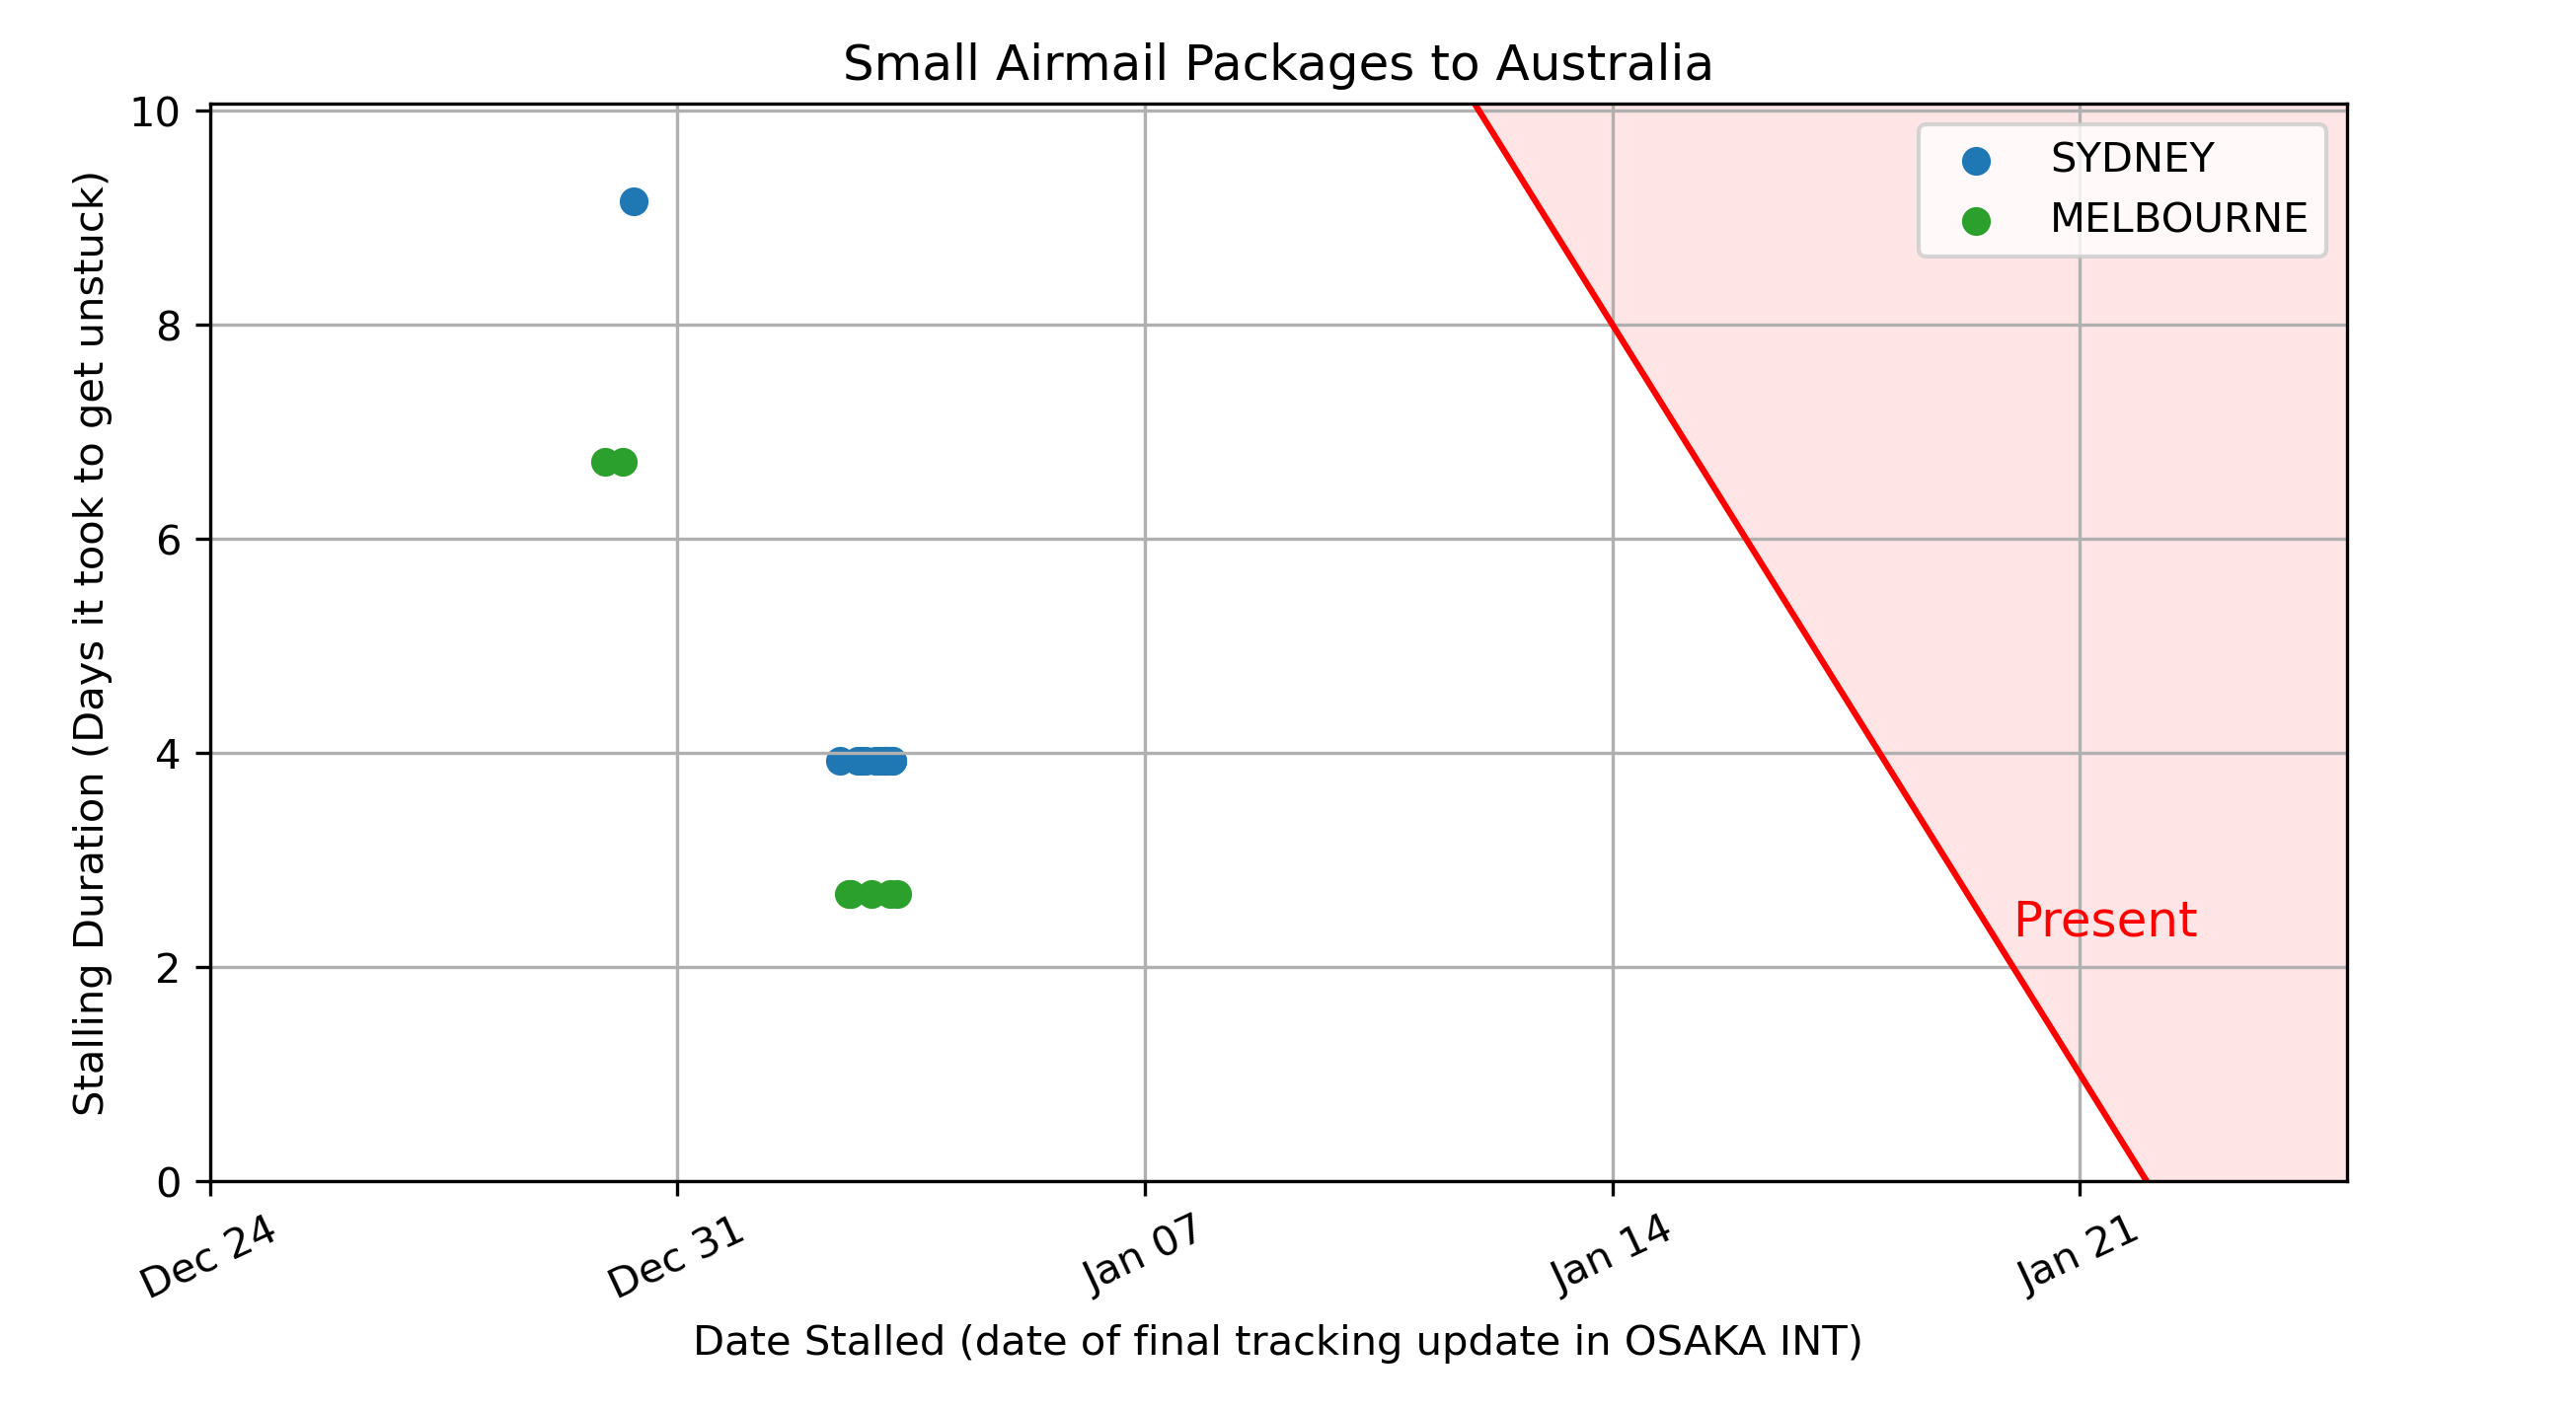 Small Airmail Packages to Australia
10
8
6
4
2
0
Stalling Duration (Days it took to get unstuck)
SYDNEY
MELBOURNE
Present
Dec 24
Dec 31
Jan 07
Jan 14
Jan 21
Date Stalled (date of final tracking update in OSAKA INT)